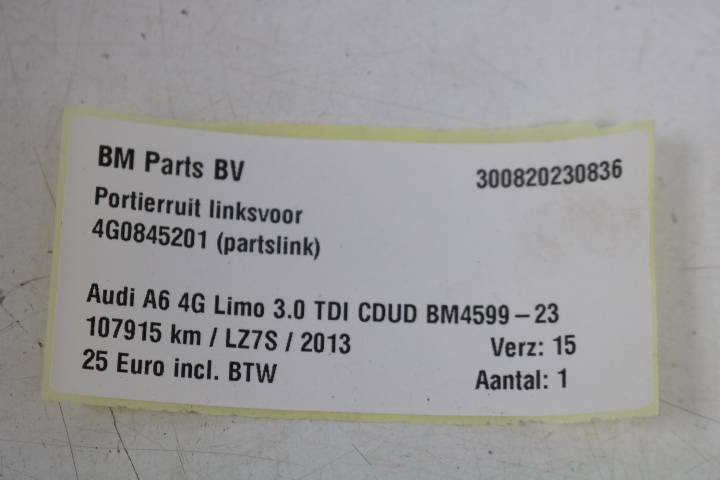 BM Parts BV
300820230836
Portierruit linksvoor
4G0845201 (partslink)
Audi A6 4G Limo 3.0 TDI CDUD BM4599-23
107915 km / LZ7S / 2013
Verz: 15
25 Euro incl. BTW
Aantal: 1